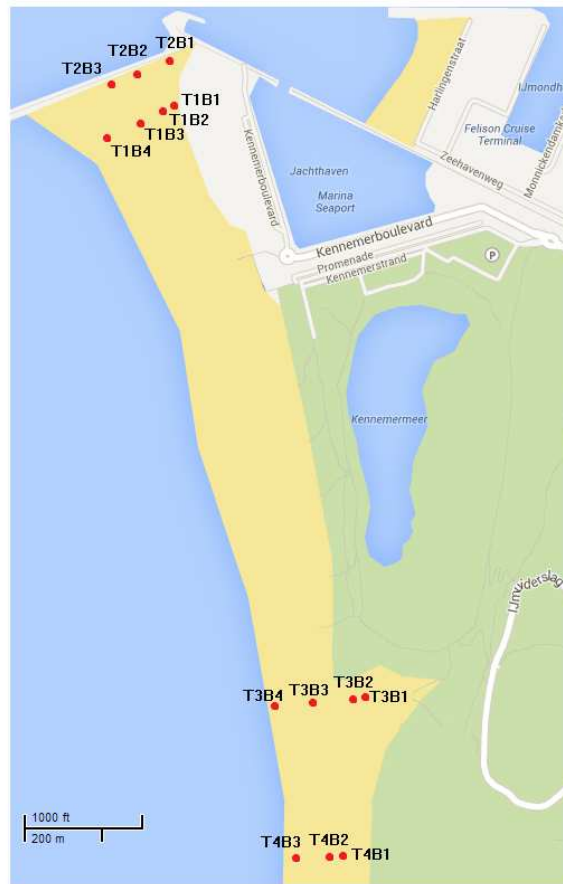 T2B1
T2B2
T2B3
T1B1
T1B2
T1B3
T1B4
Harlingenstraat
IJmondh
Felison Cruise
Terminal
Monnickendamkade
Zeehavenweg
Kennemerboulevard
Jachthaven
Marina
Seaport
Kennemerboulevard
Promenade
Kennemerstrand
P
Kennemermeer
IJmuiderslag
T3B2
T3B1
T3B3
T3B4
1000 ft
200 m
T4B3
T4B2
T4B1